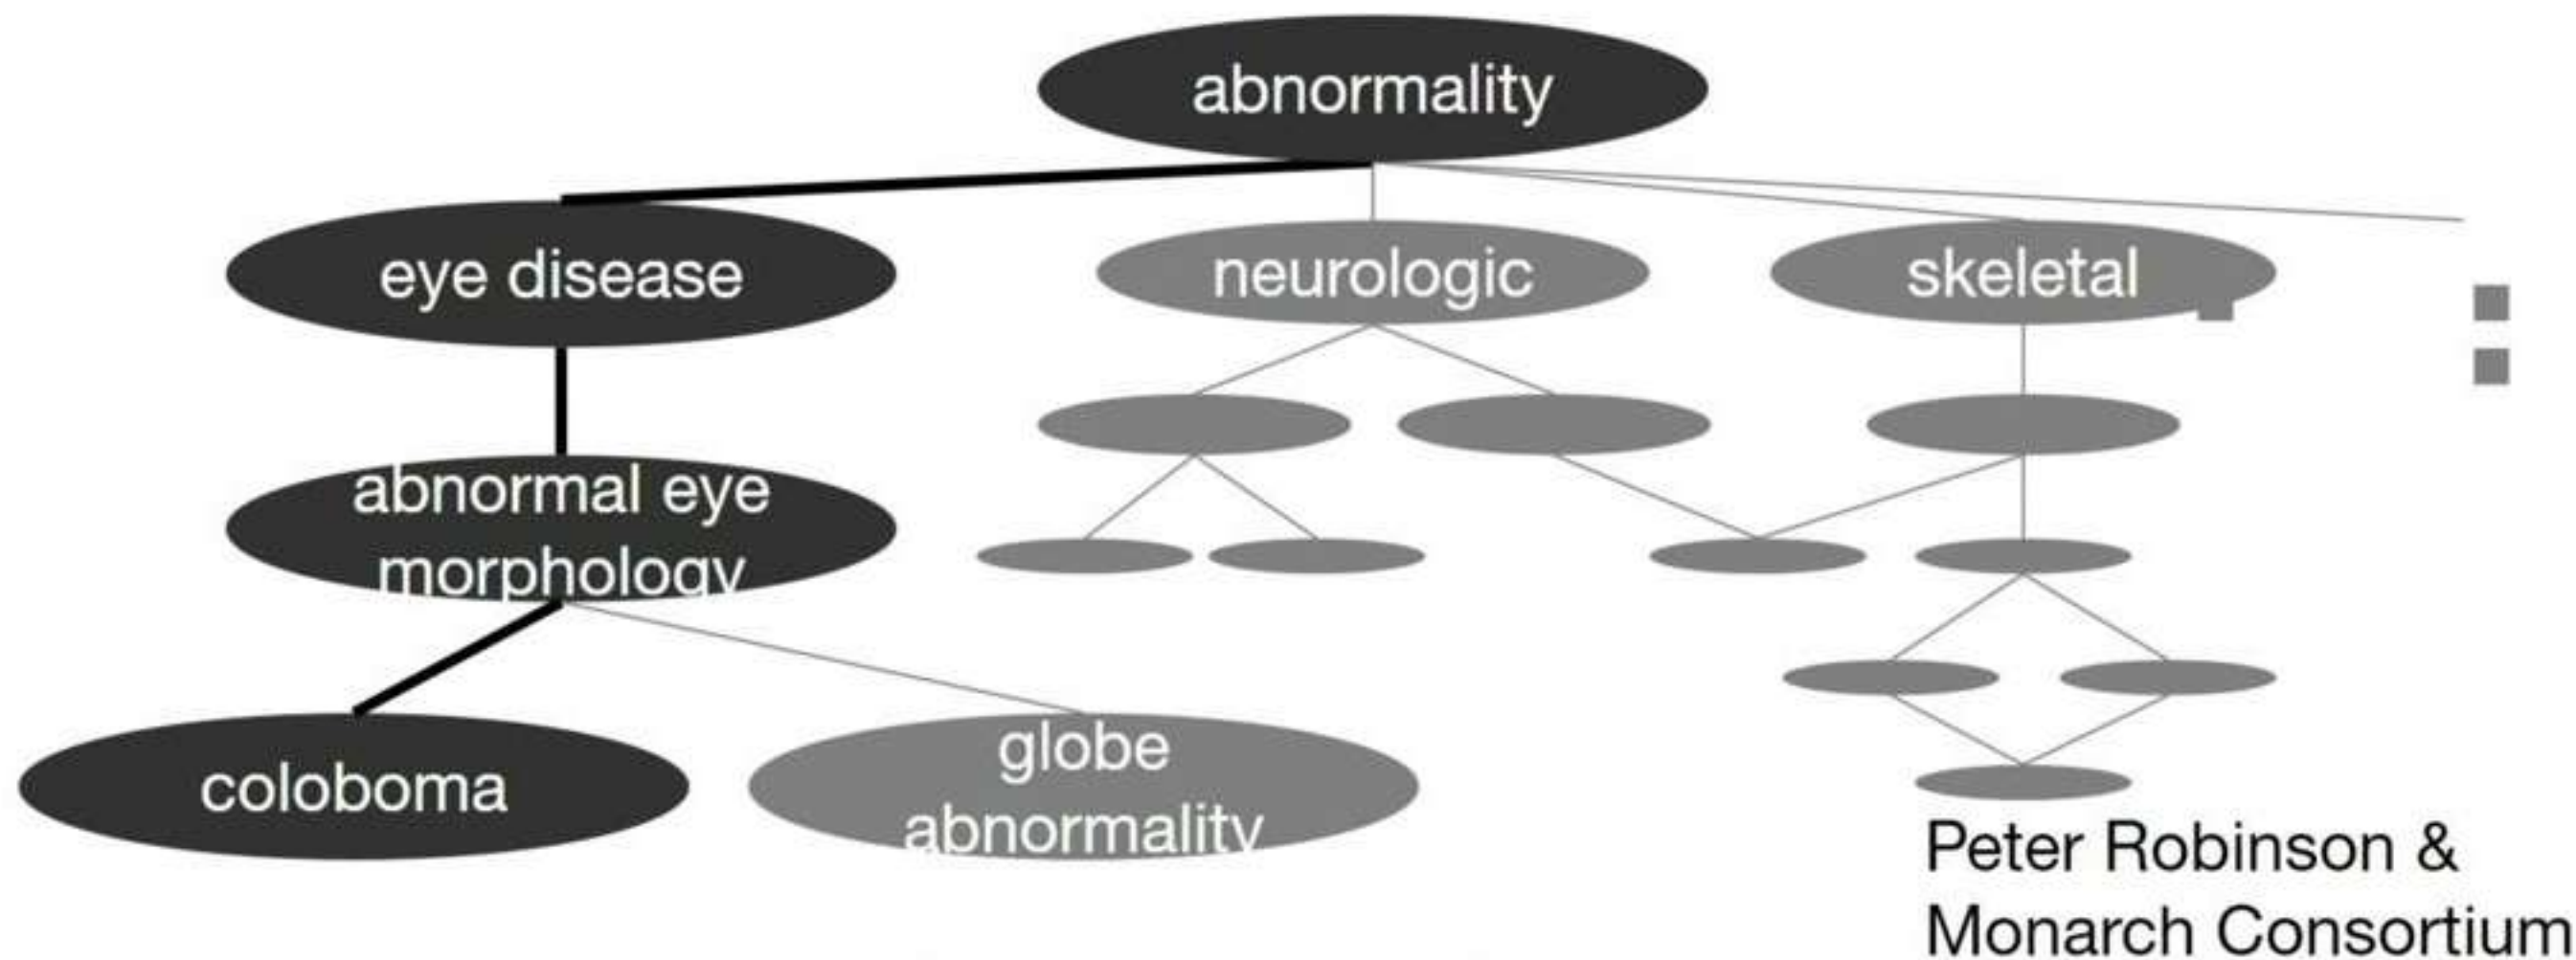 abnormality
eye disease
neurologic
skeletal
abnormal eye
morphology
coloboma
globe
abnormality
Peter Robinson &
Monarch Consortium